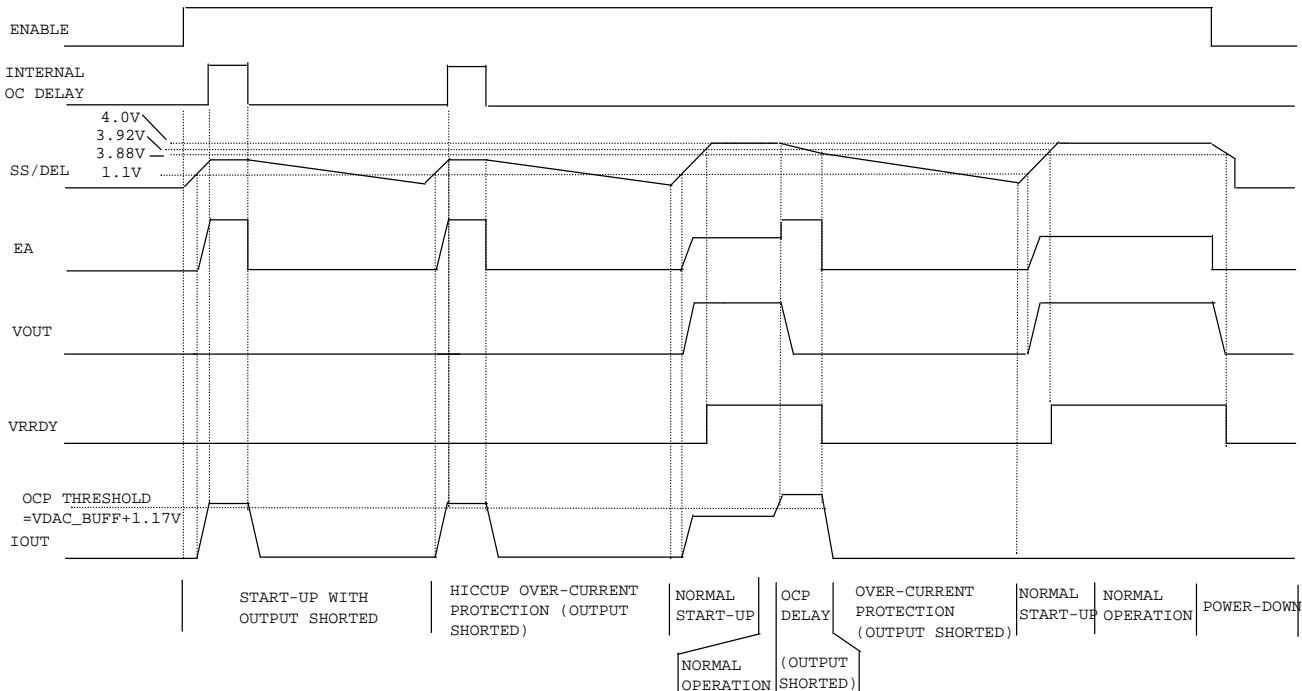 ENABLE
INTERNAL
OC DELAY
4.0V
3.92V
3.88V
SS/DEL
1.1V
EA
VOUT
VRRDY
OCP THRESHOLD
=VDAC_BUFF+1.17V
IOUT
START-UP WITH
OUTPUT SHORTED
HICCUP OVER-CURRENT
PROTECTION (OUTPUT
SHORTED)
NORMAL
START-UP
NORMAL
OPERATION
OCP
DELAY
(OUTPUT
SHORTED)
OVER-CURRENT
PROTECTION
(OUTPUT SHORTED)
NORMAL
START-UP
NORMAL
OPERATION
POWER-DOWN